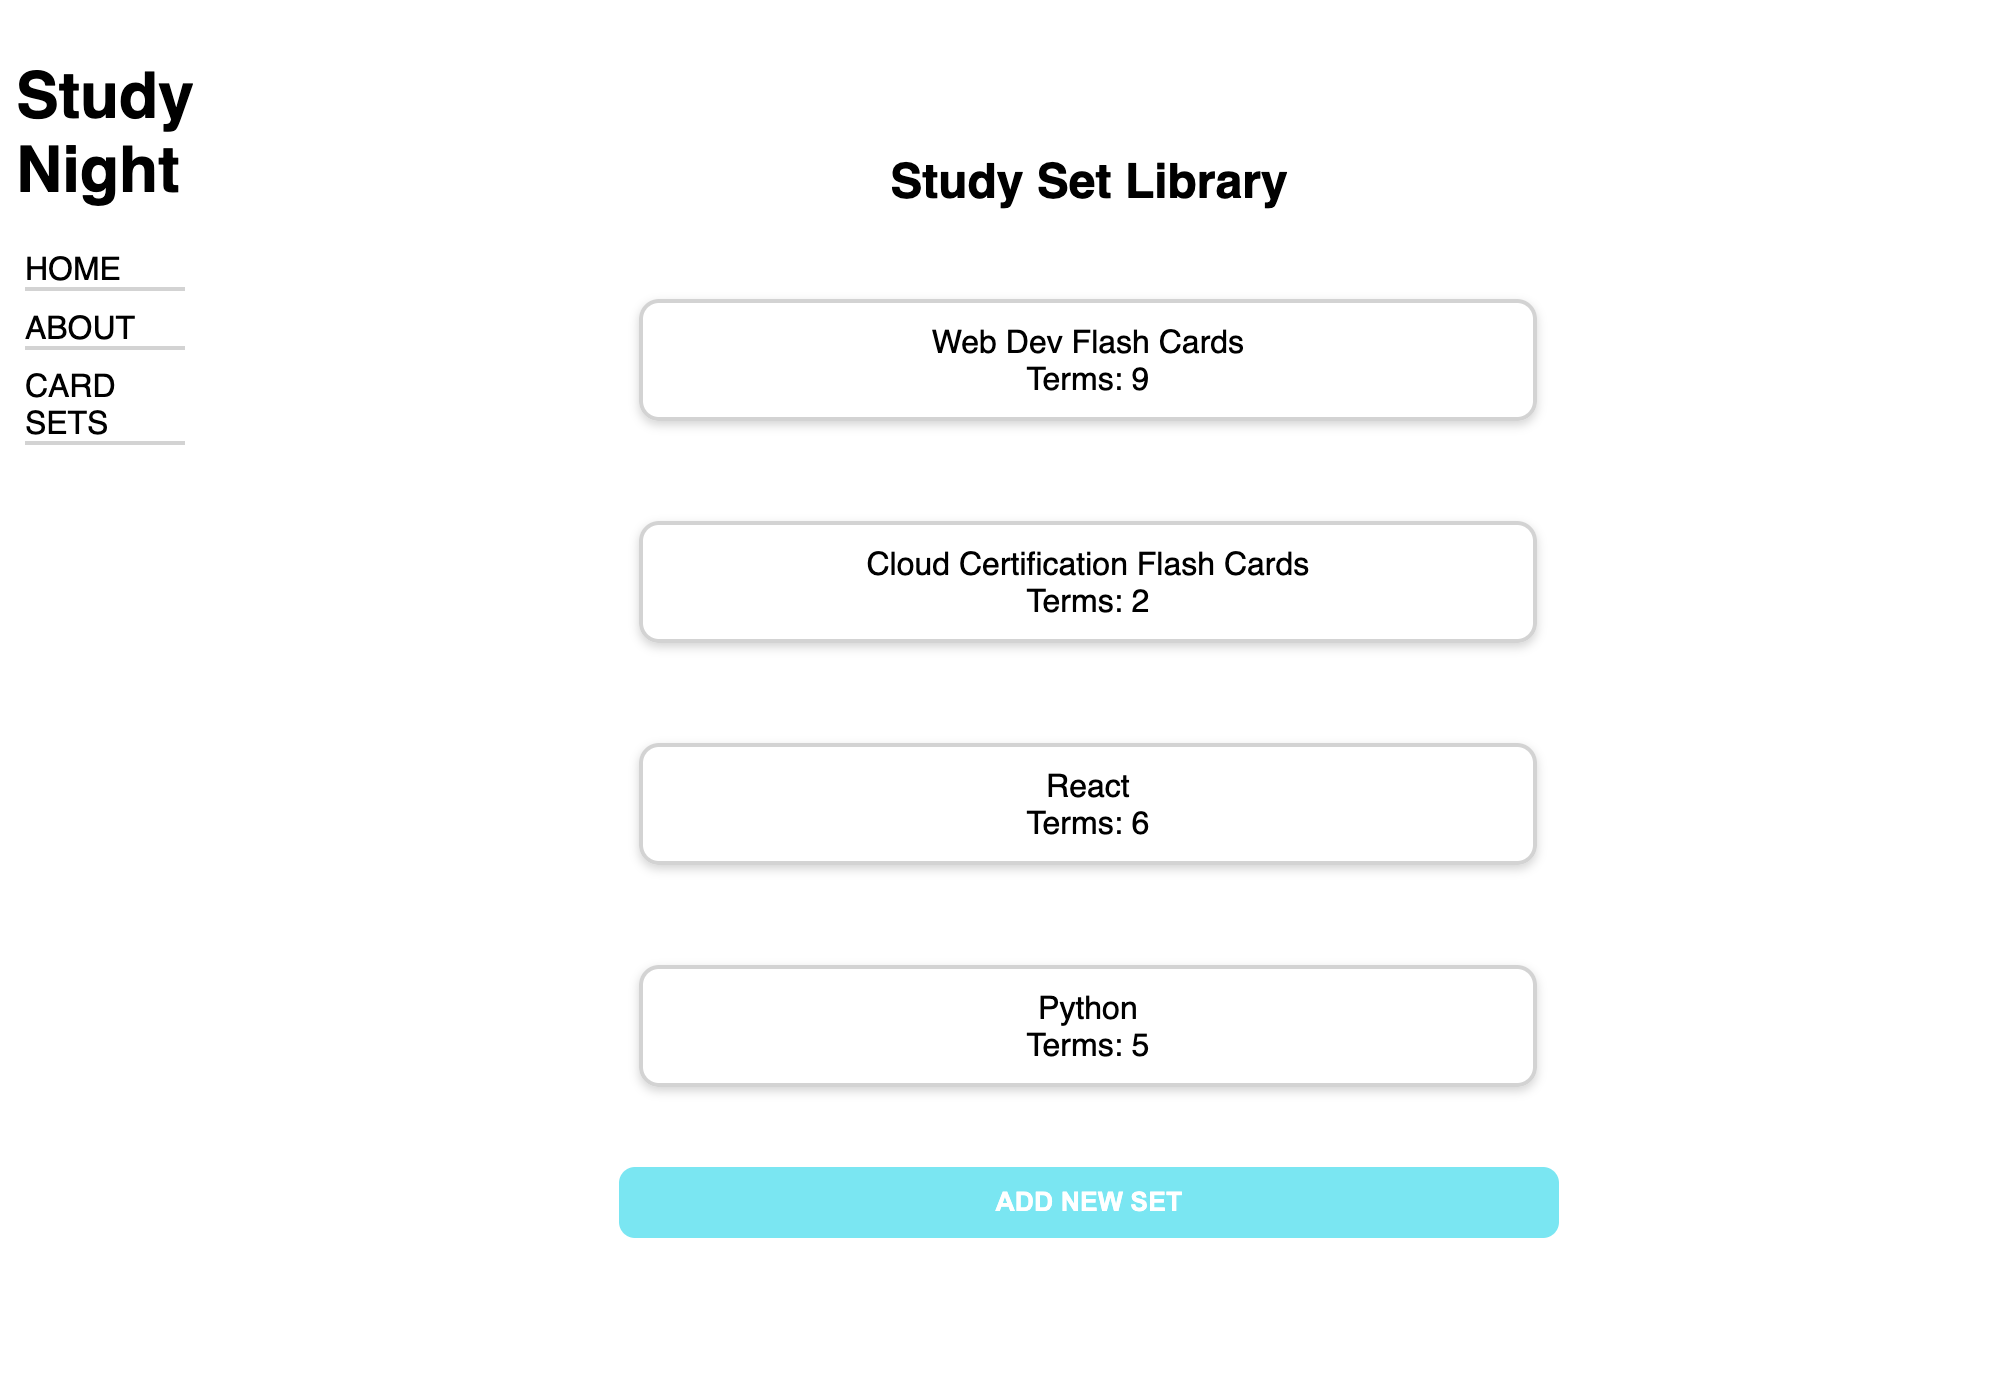 Study
Night
HOME
ABOUT
CARD
SETS
Study Set Library
Web Dev Flash Cards
Terms: 9
Cloud Certification Flash Cards
Terms: 2
React
Terms: 6
Python
Terms: 5
ADD NEW SET